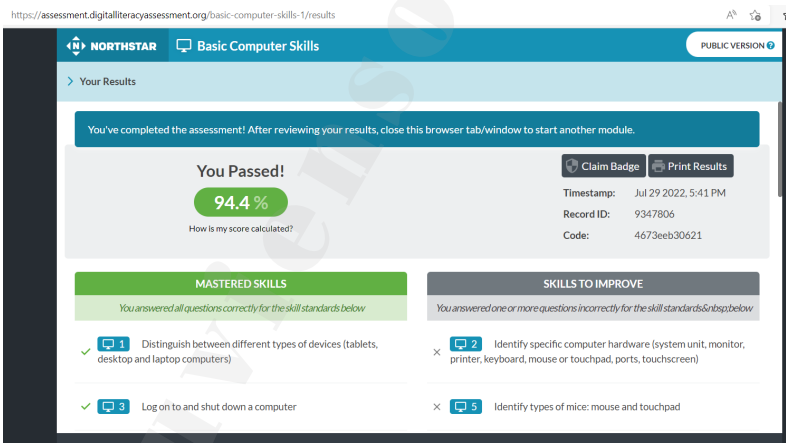 https://assessment.digitalliteracyassessment.org/basic-computer-skills-1/results
NORTHSTAR Basic Computer Skills PUBLIC VERSION
Your Results
You've completed the assessment! After reviewing your results, close this browser tab/window to start another module.
You Passed!
94.4 %
How is my score calculated?
Claim Badge Print Results
Timestamp: Jul 29 2022, 5:41 PM
Record ID: 9347806
Code: 4673eeb30621
MASTERED SKILLS
You answered all questions correctly for the skill standards below
1 Distinguish between different types of devices (tablets,
desktop and laptop computers)
3 Log on to and shut down a computer
SKILLS TO IMPROVE
You answered one or more questions incorrectly for the skill standards&nbsp;below
2 Identify specific computer hardware (system unit, monitor,
printer, keyboard, mouse or touchpad, ports, touchscreen)
5 Identify types of mice: mouse and touchpad